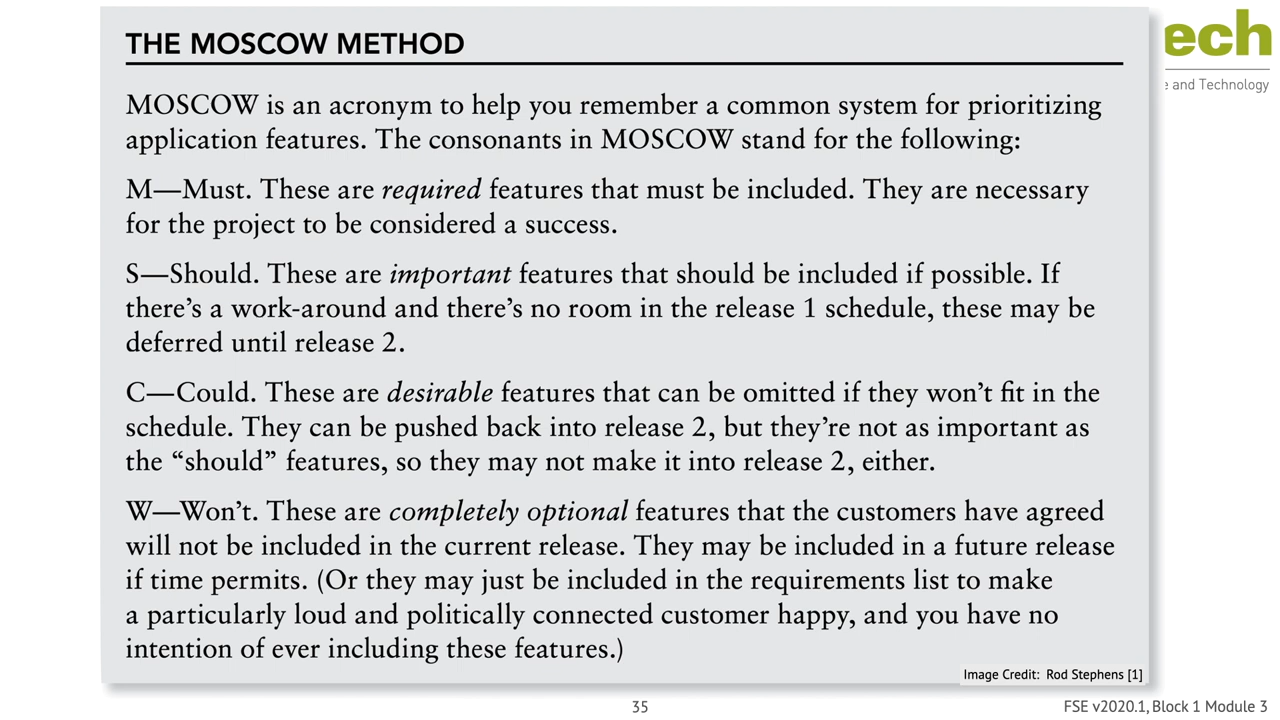 THE MOSCOW METHOD
ech
e and Technology
MOSCOW is an acronym to help you remember a common system for prioritizing
application features. The consonants in MOSCOW stand for the following:
M—Must. These are required features that must be included. They are necessary
for the project to be considered a success.
S—Should. These are important features that should be included if possible. If
there’s a work-around and there’s no room in the release 1 schedule, these may be
deferred until release 2.
C—Could. These are desirable features that can be omitted if they won’t fit in the
schedule. They can be pushed back into release 2, but they’re not as important as
the “should” features, so they may not make it into release 2, either.
W—Won’t. These are completely optional features that the customers have agreed
will not be included in the current release. They may be included in a future release
if time permits. (Or they may just be included in the requirements list to make
a particularly loud and politically connected customer happy, and you have no
intention of ever including these features.)
Image Credit: Rod Stephens [1]
35
FSE v2020.1, Block 1 Module 3